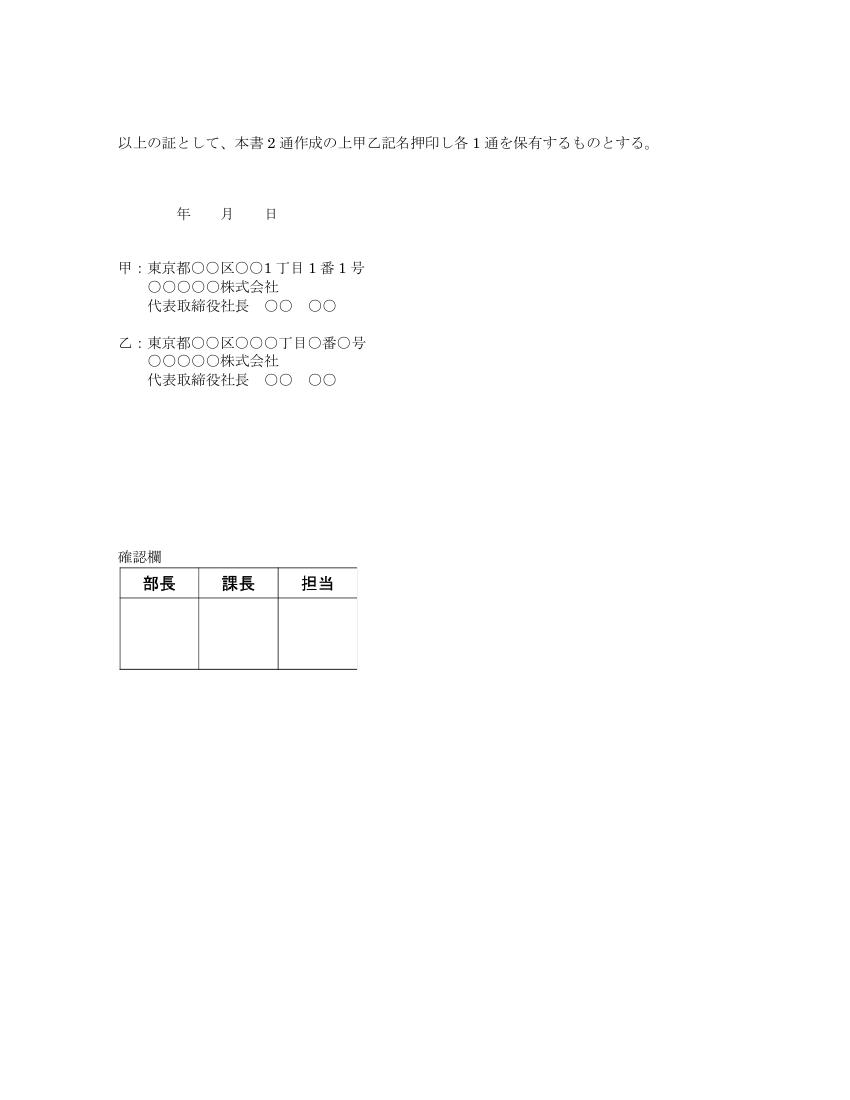 以上の証として、本書 2 通作成の上甲乙記名押印し各 1 通を保有するものとする。
年　　月　　日
甲：東京都○○区○○1 丁目 1 番 1 号
○○○○○株式会社
代表取締役社長　○○　○○
乙：東京都○○区○○○丁目○番○号
○○○○○株式会社
代表取締役社長　○○　○○
確認欄
部長　課長　担当